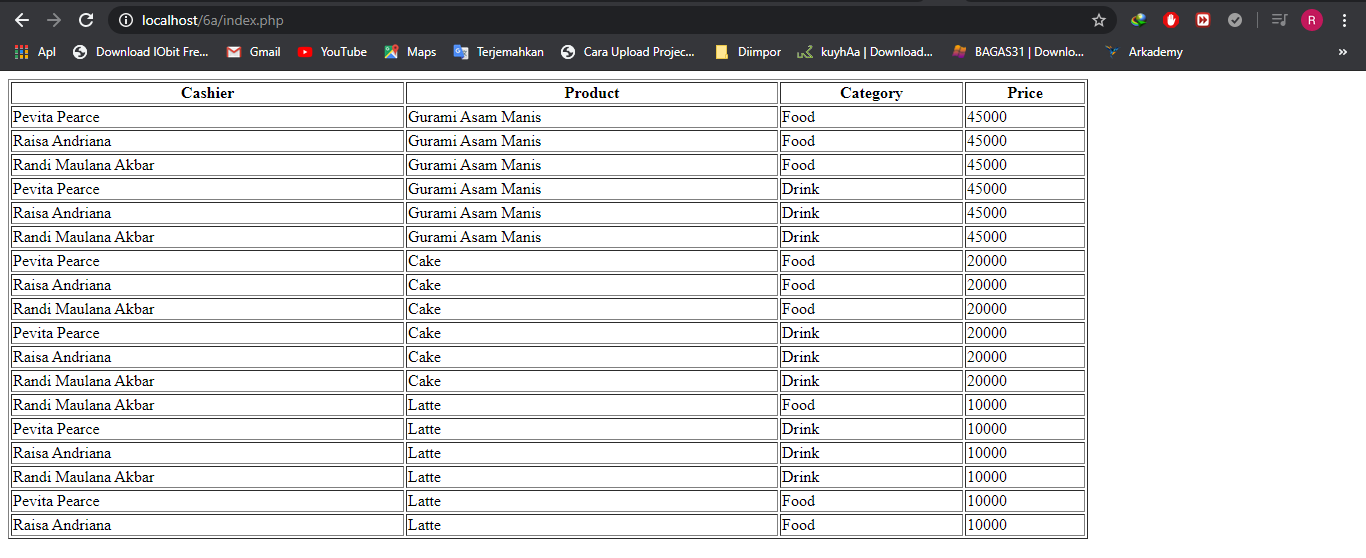 localhost/6a/index.php
R
Apl Download IObit Fre... Gmail YouTube Maps Terjemahkan Cara Upload Projec... Diimpor kuyhAa | Download... BAGAS31 | Downlo... Arkademy »
Cashier Product Category Price
Pevita Pearce Gurami Asam Manis Food 45000
Raisa Andriana Gurami Asam Manis Food 45000
Randi Maulana Akbar Gurami Asam Manis Food 45000
Pevita Pearce Gurami Asam Manis Drink 45000
Raisa Andriana Gurami Asam Manis Drink 45000
Randi Maulana Akbar Gurami Asam Manis Drink 45000
Pevita Pearce Cake Food 20000
Raisa Andriana Cake Food 20000
Randi Maulana Akbar Cake Food 20000
Pevita Pearce Cake Drink 20000
Raisa Andriana Cake Drink 20000
Randi Maulana Akbar Cake Drink 20000
Randi Maulana Akbar Latte Food 10000
Pevita Pearce Latte Drink 10000
Raisa Andriana Latte Drink 10000
Randi Maulana Akbar Latte Drink 10000
Pevita Pearce Latte Food 10000
Raisa Andriana Latte Food 10000